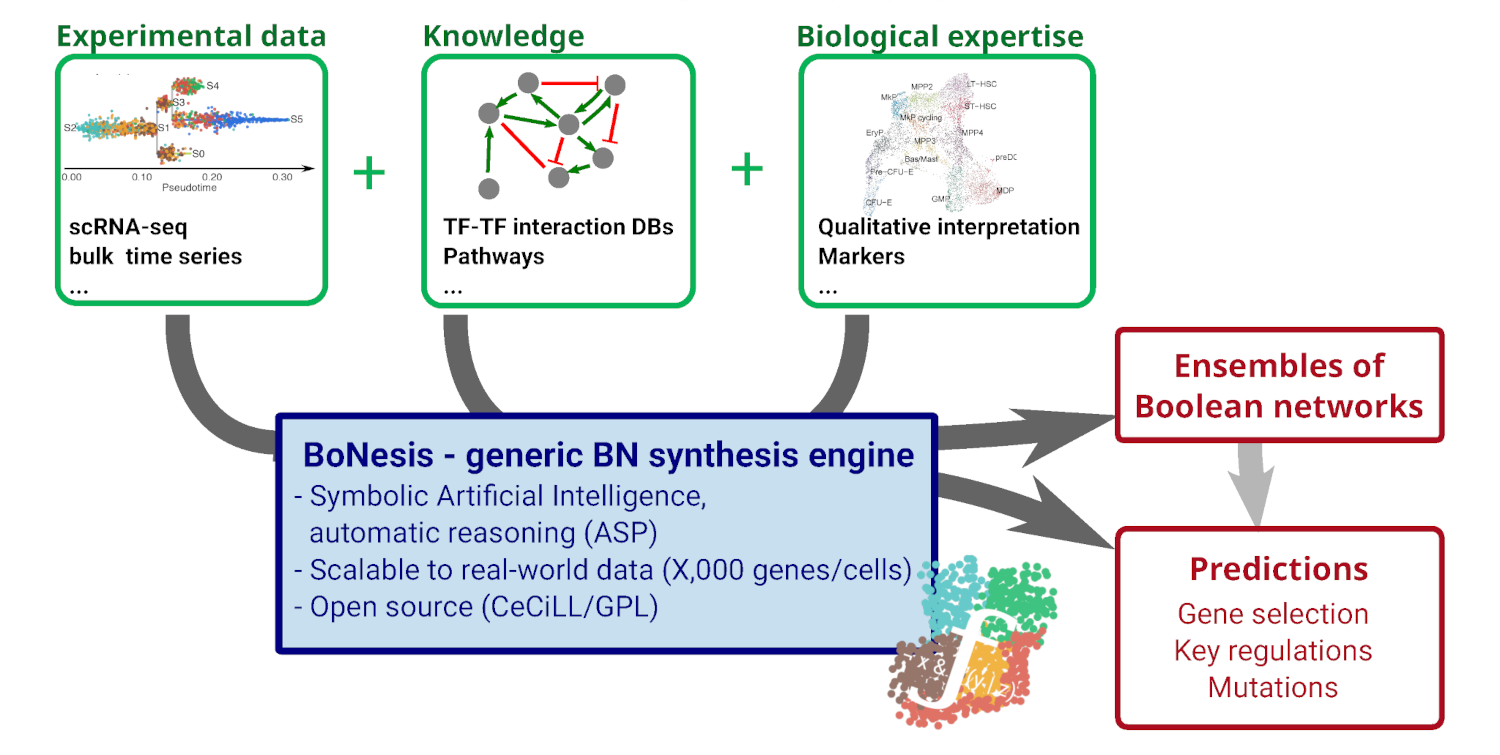 Experimental data
S4
S3
S2
S1
S5
S0
0.00
0.10
0.20
0.30
Pseudotime
scRNA-seq
bulk time series
...
+
Knowledge
TF-TF interaction DBs
Pathways
...
+
Biological expertise
LT-HSC
MPP2
MkP
ST-HSC
MkP cycling
EryP
MPP4
MPP3
Bas/Mast
preDC
Pre-CFU-E
MDP
CFU-E
GMP
Qualitative interpretation
Markers
...
BoNesis - generic BN synthesis engine
- Symbolic Artificial Intelligence,
automatic reasoning (ASP)
- Scalable to real-world data (X,000 genes/cells)
- Open source (CeCiLL/GPL)
x &
(y | z)
Ensembles of
Boolean networks
Predictions
Gene selection
Key regulations
Mutations